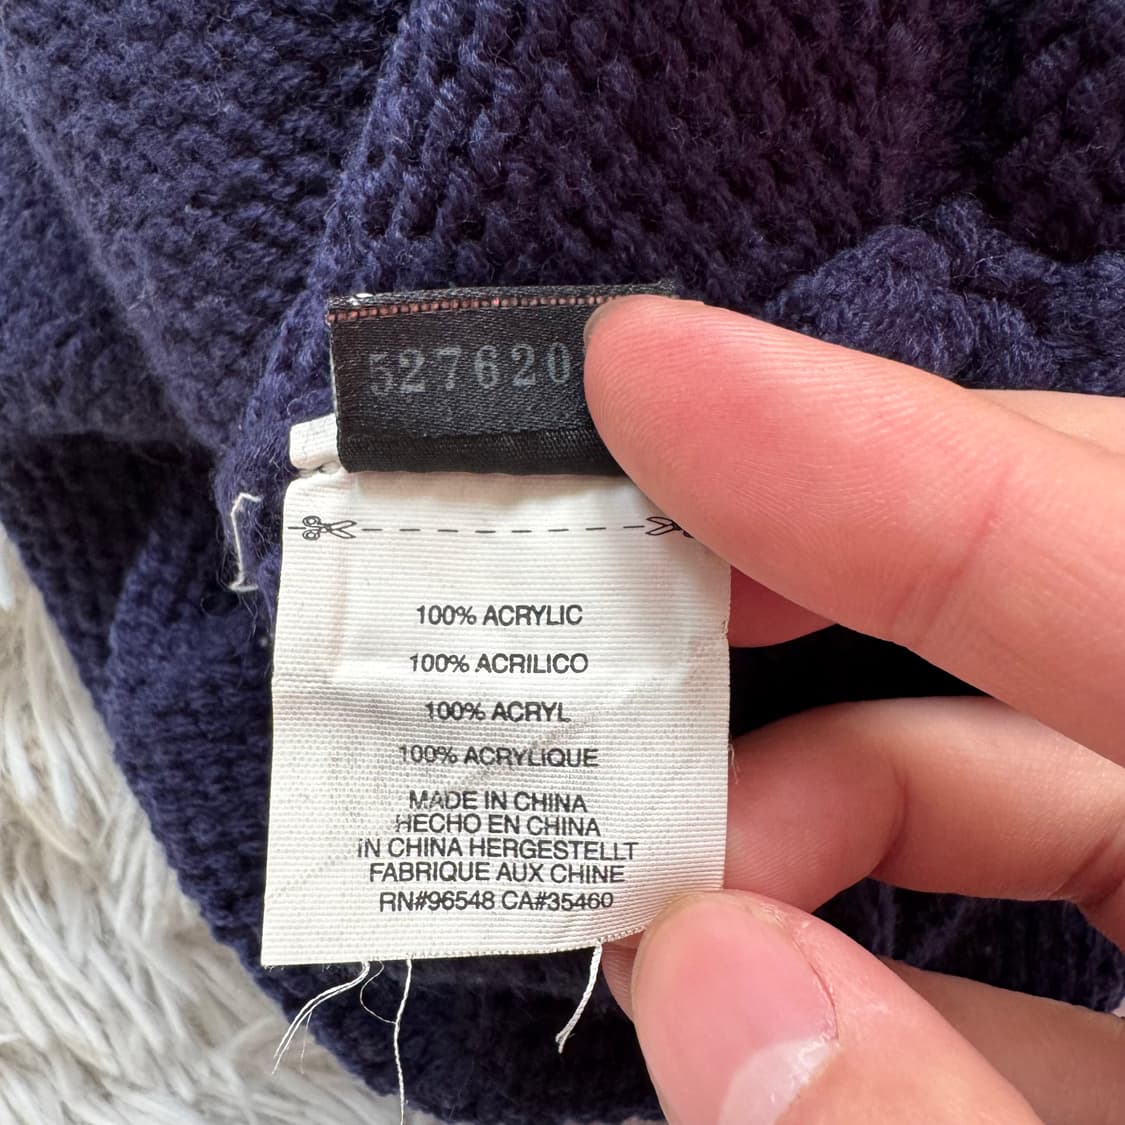 527620
100% ACRYLIC
100% ACRILICO
100% ACRYL
100% ACRYLIQUE
MADE IN CHINA
HECHO EN CHINA
IN CHINA HERGESTELLT
FABRIQUE AUX CHINE
RN#96548 CA#35460